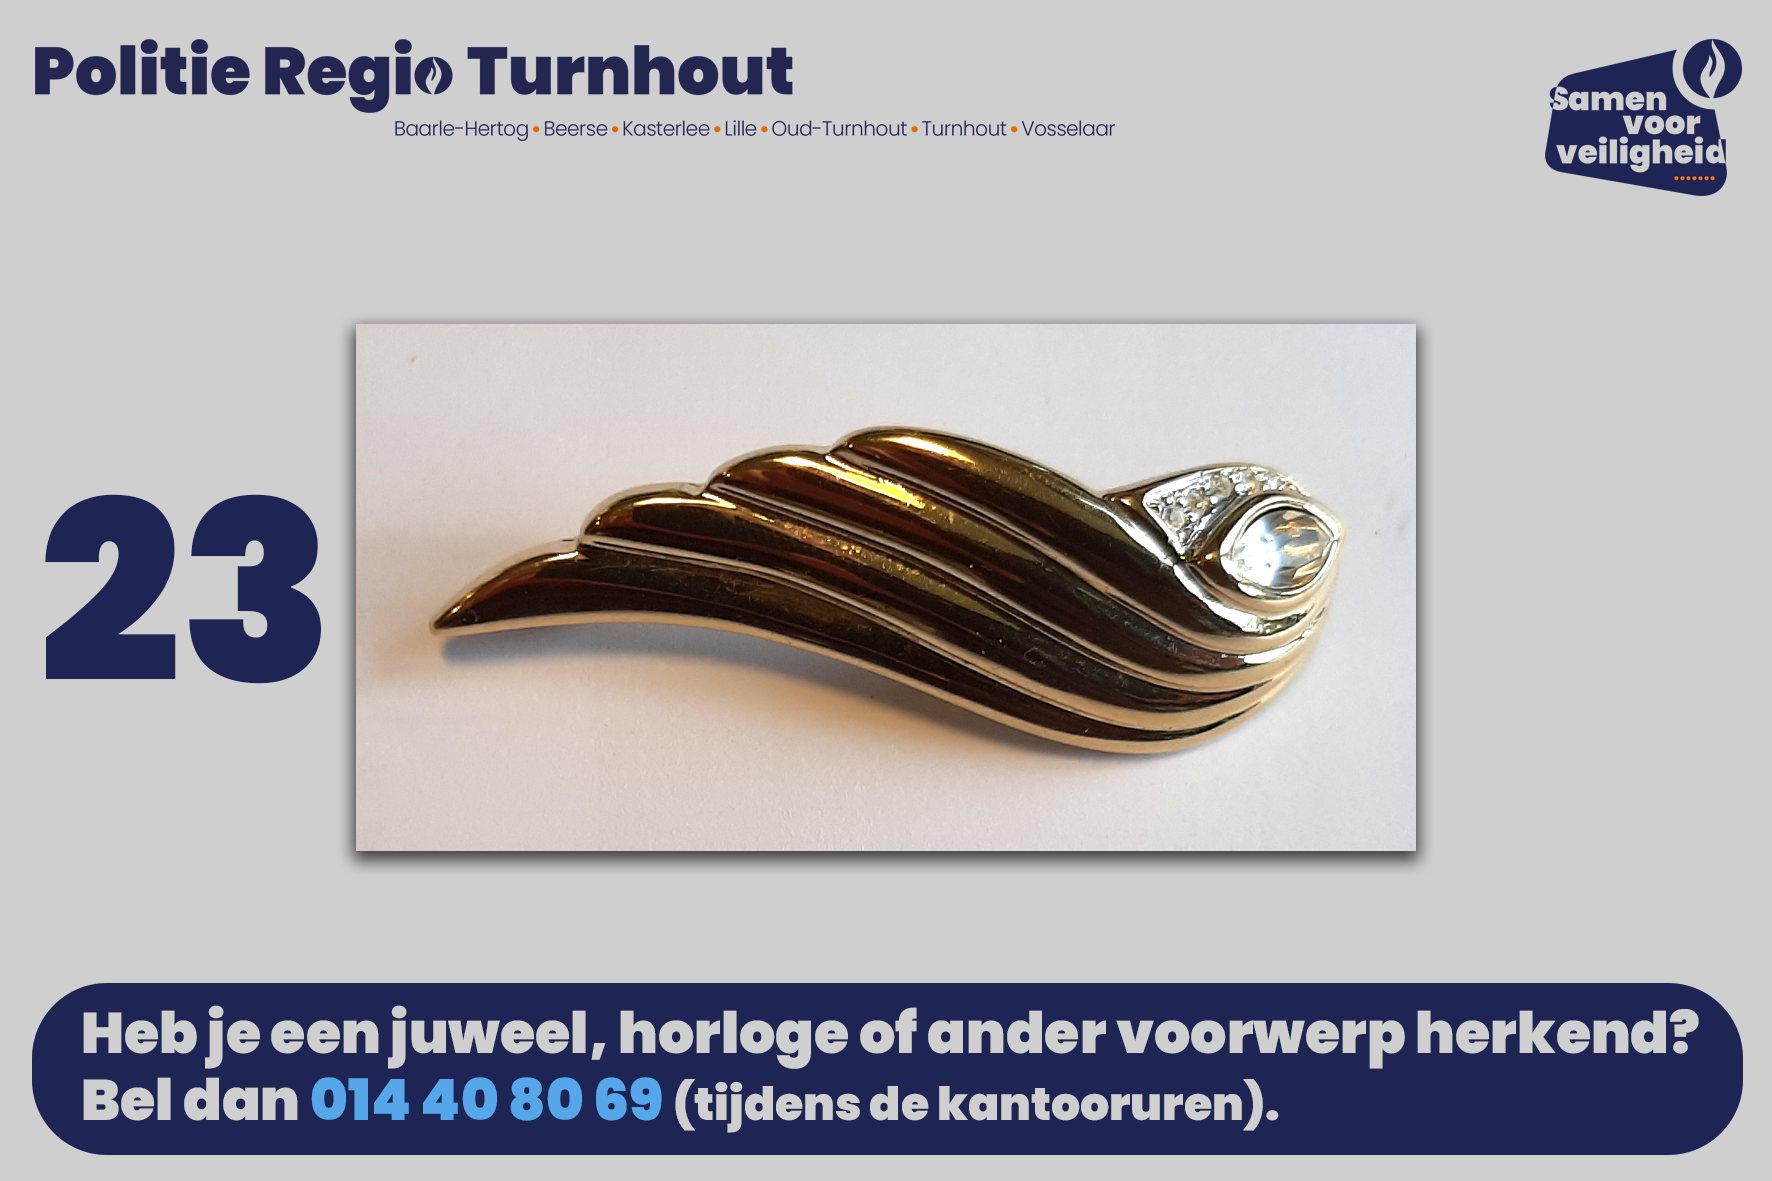 Politie Regio Turnhout
Baarle-Hertog • Beerse • Kasterlee • Lille • Oud-Turnhout • Turnhout • Vosselaar
Samen
voor
veiligheid
23
Heb je een juweel, horloge of ander voorwerp herkend?
Bel dan 014 40 80 69 (tijdens de kantooruren).